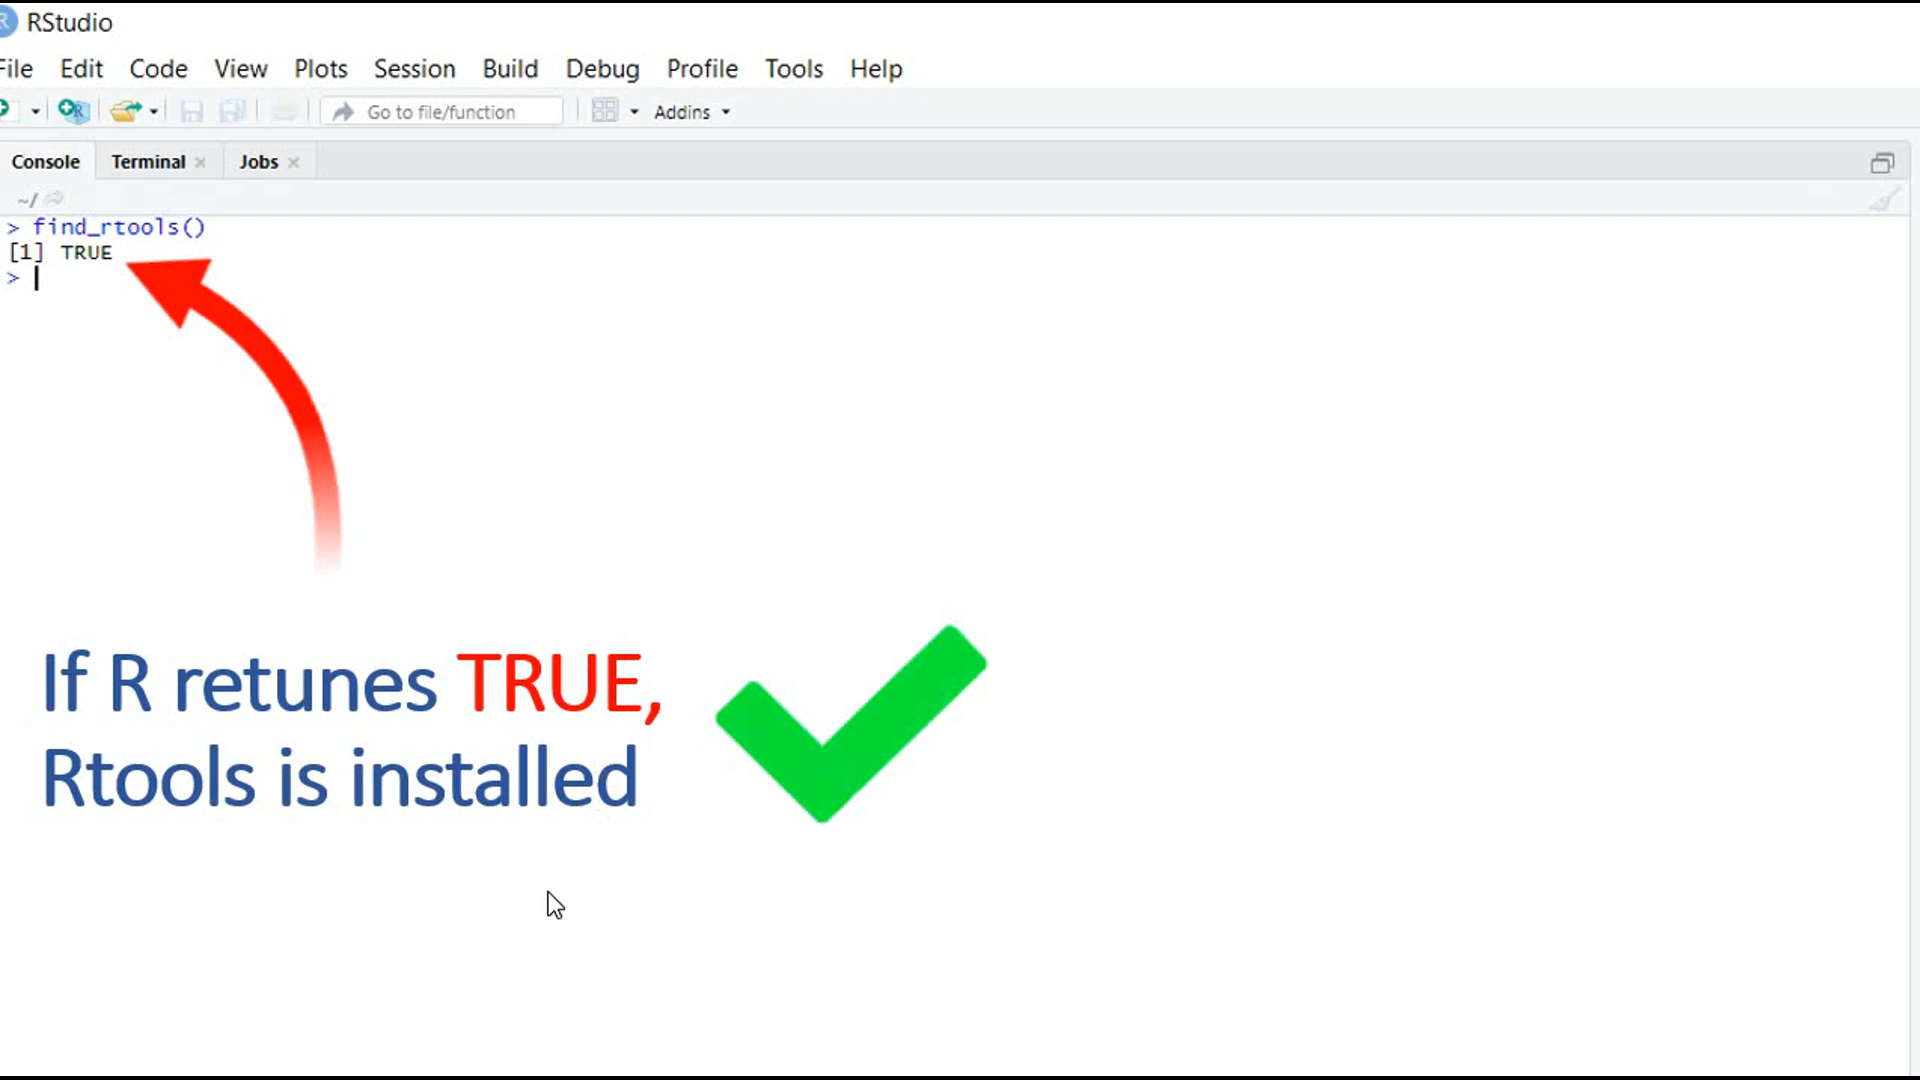 R RStudio
File Edit Code View Plots Session Build Debug Profile Tools Help
Go to file/function Addins
Console Terminal Jobs
~/
> find_rtools()
[1] TRUE
>
If R retunes TRUE,
Rtools is installed